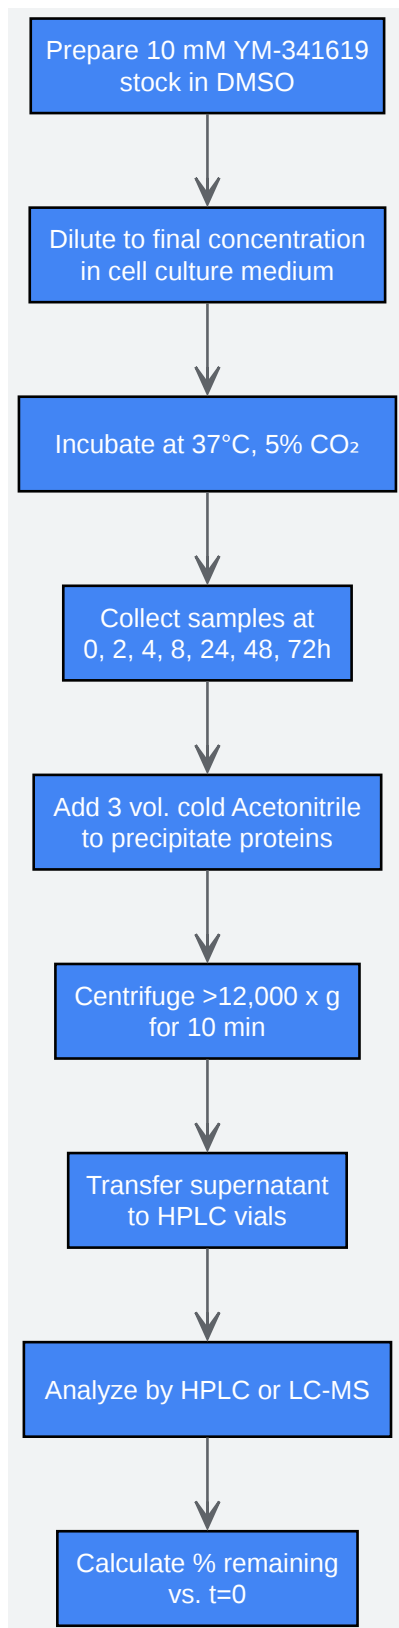 Prepare 10 mM YM-341619
stock in DMSO
Dilute to final concentration
in cell culture medium
Incubate at 37°C, 5% CO₂
Collect samples at
0, 2, 4, 8, 24, 48, 72h
Add 3 vol. cold Acetonitrile
to precipitate proteins
Centrifuge >12,000 x g
for 10 min
Transfer supernatant
to HPLC vials
Analyze by HPLC or LC-MS
Calculate % remaining
vs. t=0